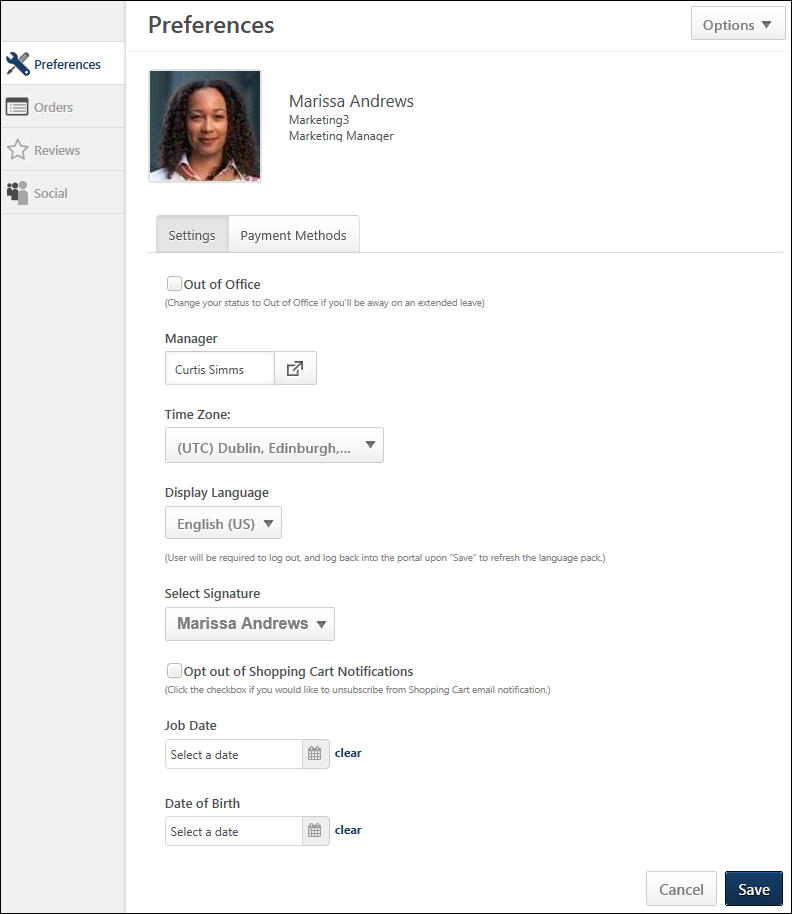 Preferences
Options
Preferences
Orders
Reviews
Social
Marissa Andrews
Marketing3
Marketing Manager
Settings
Payment Methods
Out of Office
(Change your status to Out of Office if you'll be away on an extended leave)
Manager
Curtis Simms
Time Zone:
(UTC) Dublin, Edinburgh,...
Display Language
English (US)
(User will be required to log out, and log back into the portal upon "Save" to refresh the language pack.)
Select Signature
Marissa Andrews
Opt out of Shopping Cart Notifications
(Click the checkbox if you would like to unsubscribe from Shopping Cart email notification.)
Job Date
Select a date
clear
Date of Birth
Select a date
clear
Cancel
Save